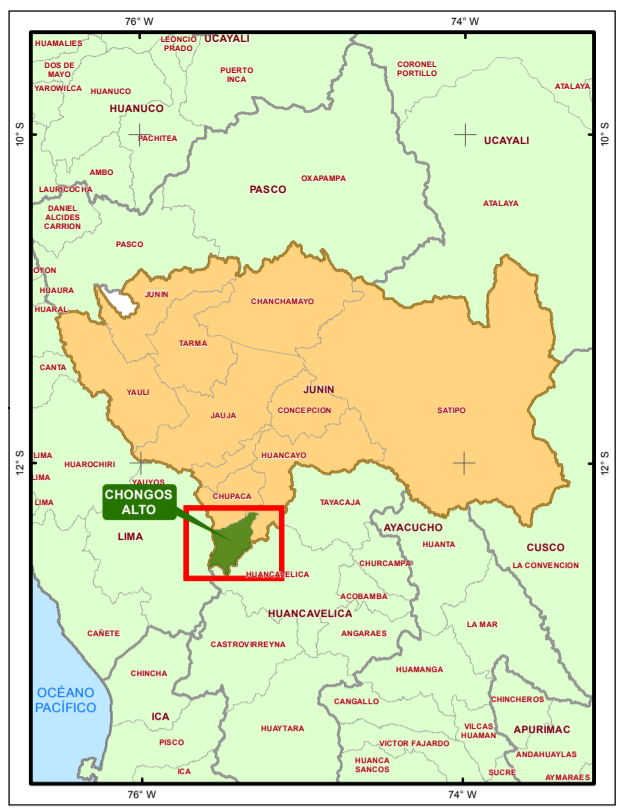 76° W
74° W
HUAMALIES
LEONCIO
PRADO
UCAYALI
DOS DE
MAYO
PUERTO
INCA
CORONEL
PORTILLO
YAROWILCA
HUANUCO
ATALAYA
HUANUCO
10° S
10° S
PACHITEA
UCAYALI
AMBO
LAURICOCHA
PASCO
OXAPAMPA
DANIEL
ALCIDES
CARRION
ATALAYA
PASCO
OYON
HUAURA
JUNIN
CHANCHAMAYO
HUARAL
TARMA
CANTA
YAULI
JUNIN
JAUJA
CONCEPCION
SATIPO
LIMA
HUAROCHIRI
HUANCAYO
12° S
12° S
LIMA
YAUYOS
CHONGOS
ALTO
CHUPACA
LIMA
TAYACAJA
LIMA
AYACUCHO
HUANTA
CUSCO
LA CONVENCION
CHURCAMPA
HUANCAVELICA
ACOBAMBA
HUANCAVELICA
LA MAR
CAÑETE
CASTROVIRREYNA
ANGARAES
CHINCHA
HUAMANGA
OCÉANO
PACÍFICO
CANGALLO
CHINCHEROS
ICA
HUAYTARA
VILCAS
HUAMAN
APURIMAC
PISCO
VICTOR FAJARDO
ANDAHUAYLAS
ICA
HUANCA
SANCOS
SUCRE
AYMARAES
76° W
74° W